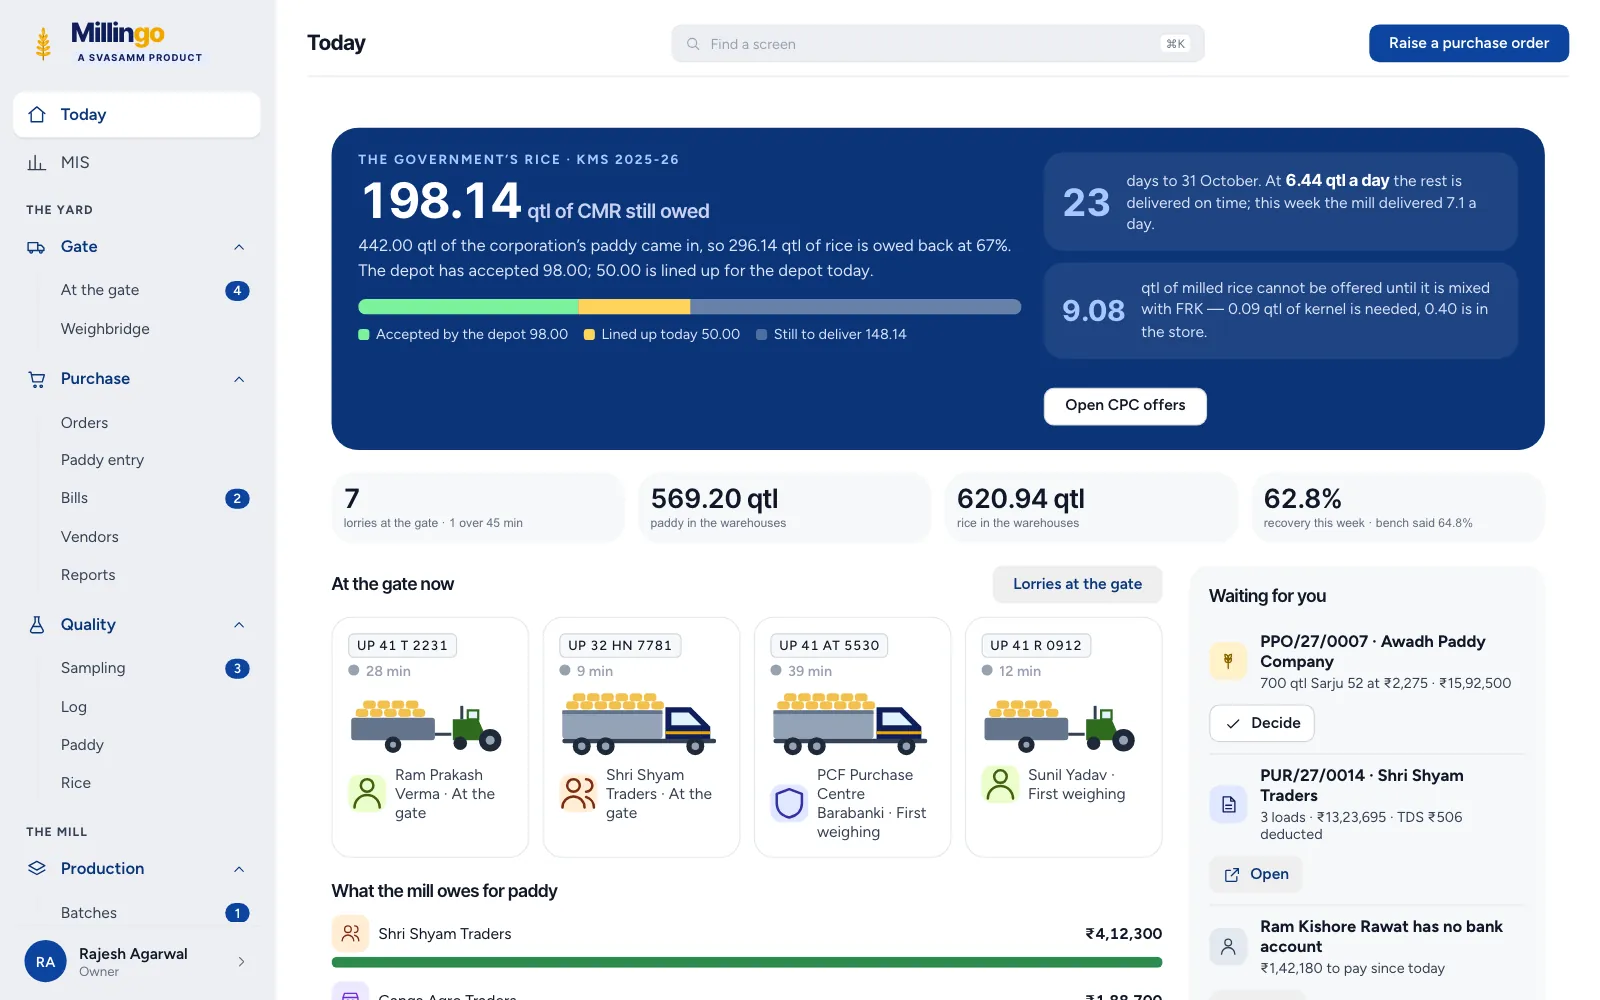 Millingo
A SVASAMM PRODUCT
Today
MIS
THE YARD
Gate
At the gate 4
Weighbridge
Purchase
Orders
Paddy entry
Bills 2
Vendors
Reports
Quality
Sampling 3
Log
Paddy
Rice
THE MILL
Production
Batches 1
RA
Rajesh Agarwal
Owner
Today
Find a screen ⌘K
Raise a purchase order
THE GOVERNMENT’S RICE · KMS 2025-26
198.14 qtl of CMR still owed
442.00 qtl of the corporation’s paddy came in, so 296.14 qtl of rice is owed back at 67%.
The depot has accepted 98.00; 50.00 is lined up for the depot today.
Accepted by the depot 98.00 Lined up today 50.00 Still to deliver 148.14
23
days to 31 October. At 6.44 qtl a day the rest is
delivered on time; this week the mill delivered 7.1 a
day.
9.08
qtl of milled rice cannot be offered until it is mixed
with FRK — 0.09 qtl of kernel is needed, 0.40 is in
the store.
Open CPC offers
7
lorries at the gate · 1 over 45 min
569.20 qtl
paddy in the warehouses
620.94 qtl
rice in the warehouses
62.8%
recovery this week · bench said 64.8%
At the gate now
Lorries at the gate
UP 41 T 2231
28 min
Ram Prakash
Verma · At the
gate
UP 32 HN 7781
9 min
Shri Shyam
Traders · At the
gate
UP 41 AT 5530
39 min
PCF Purchase
Centre
Barabanki · First
weighing
UP 41 R 0912
12 min
Sunil Yadav ·
First weighing
What the mill owes for paddy
Shri Shyam Traders ₹4,12,300
Ganga Agro Traders ₹1,88,700
Waiting for you
PPO/27/0007 · Awadh Paddy
Company
700 qtl Sarju 52 at ₹2,275 · ₹15,92,500
Decide
PUR/27/0014 · Shri Shyam
Traders
3 loads · ₹13,23,695 · TDS ₹506
deducted
Open
Ram Kishore Rawat has no bank
account
₹1,42,180 to pay since today